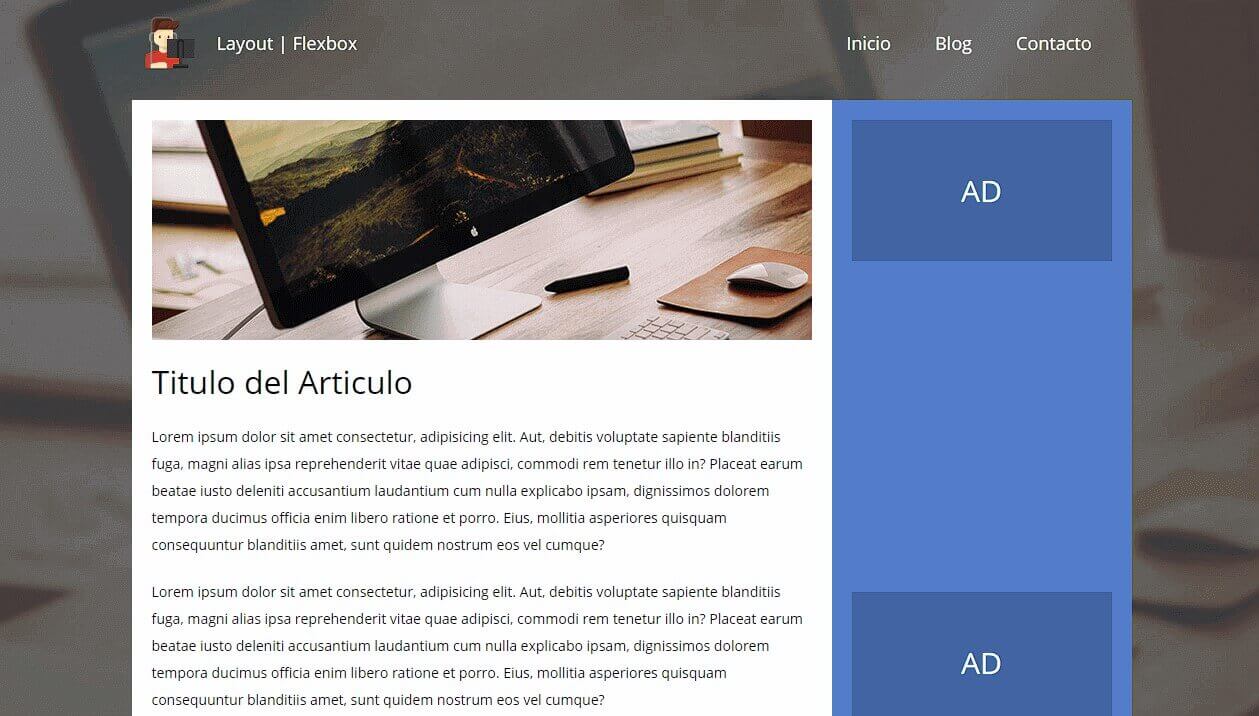 Layout | Flexbox
Inicio
Blog
Contacto
AD
Titulo del Articulo
Lorem ipsum dolor sit amet consectetur, adipisicing elit. Aut, debitis voluptate sapiente blanditiis
fuga, magni alias ipsa reprehenderit vitae quae adipisci, commodi rem tenetur illo in? Placeat earum
beatae iusto deleniti accusantium laudantium cum nulla explicabo ipsam, dignissimos dolorem
tempora ducimus officia enim libero ratione et porro. Eius, mollitia asperiores quisquam
consequuntur blanditiis amet, sunt quidem nostrum eos vel cumque?
Lorem ipsum dolor sit amet consectetur, adipisicing elit. Aut, debitis voluptate sapiente blanditiis
fuga, magni alias ipsa reprehenderit vitae quae adipisci, commodi rem tenetur illo in? Placeat earum
beatae iusto deleniti accusantium laudantium cum nulla explicabo ipsam, dignissimos dolorem
tempora ducimus officia enim libero ratione et porro. Eius, mollitia asperiores quisquam
consequuntur blanditiis amet, sunt quidem nostrum eos vel cumque?
AD